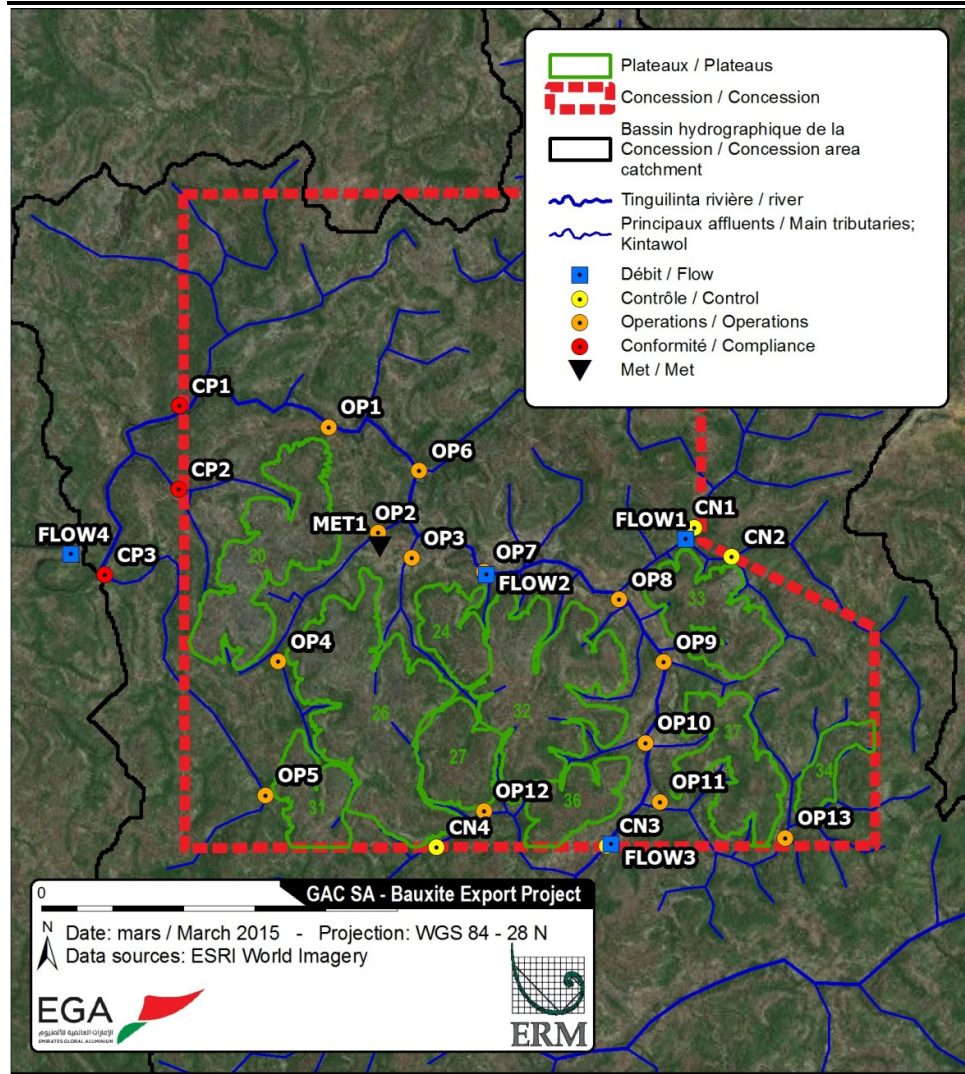 Plateaux / Plateaus
Concession / Concession
Bassin hydrographique de la
Concession / Concession area
catchment
Tinguilinta rivière / river
Principaux affluents / Main tributaries;
Kintawol
Débit / Flow
Contrôle / Control
Operations / Operations
Conformité / Compliance
Met / Met
CP1
OP1
OP6
CP2
OP2
MET1
OP3
FLOW4
CP3
20
OP7
FLOW2
FLOW1
CN1
CN2
OP8
33
24
OP4
OP9
26
32
OP10
37
27
34
OP5
31
OP12
36
OP11
OP13
CN4
CN3
FLOW3
0
GAC SA - Bauxite Export Project
N
Date: mars / March 2015 - Projection: WGS 84 - 28 N
Data sources: ESRI World Imagery
EGA
الإمارات العالمية للألمنيوم
EMIRATES GLOBAL ALUMINIUM
ERM